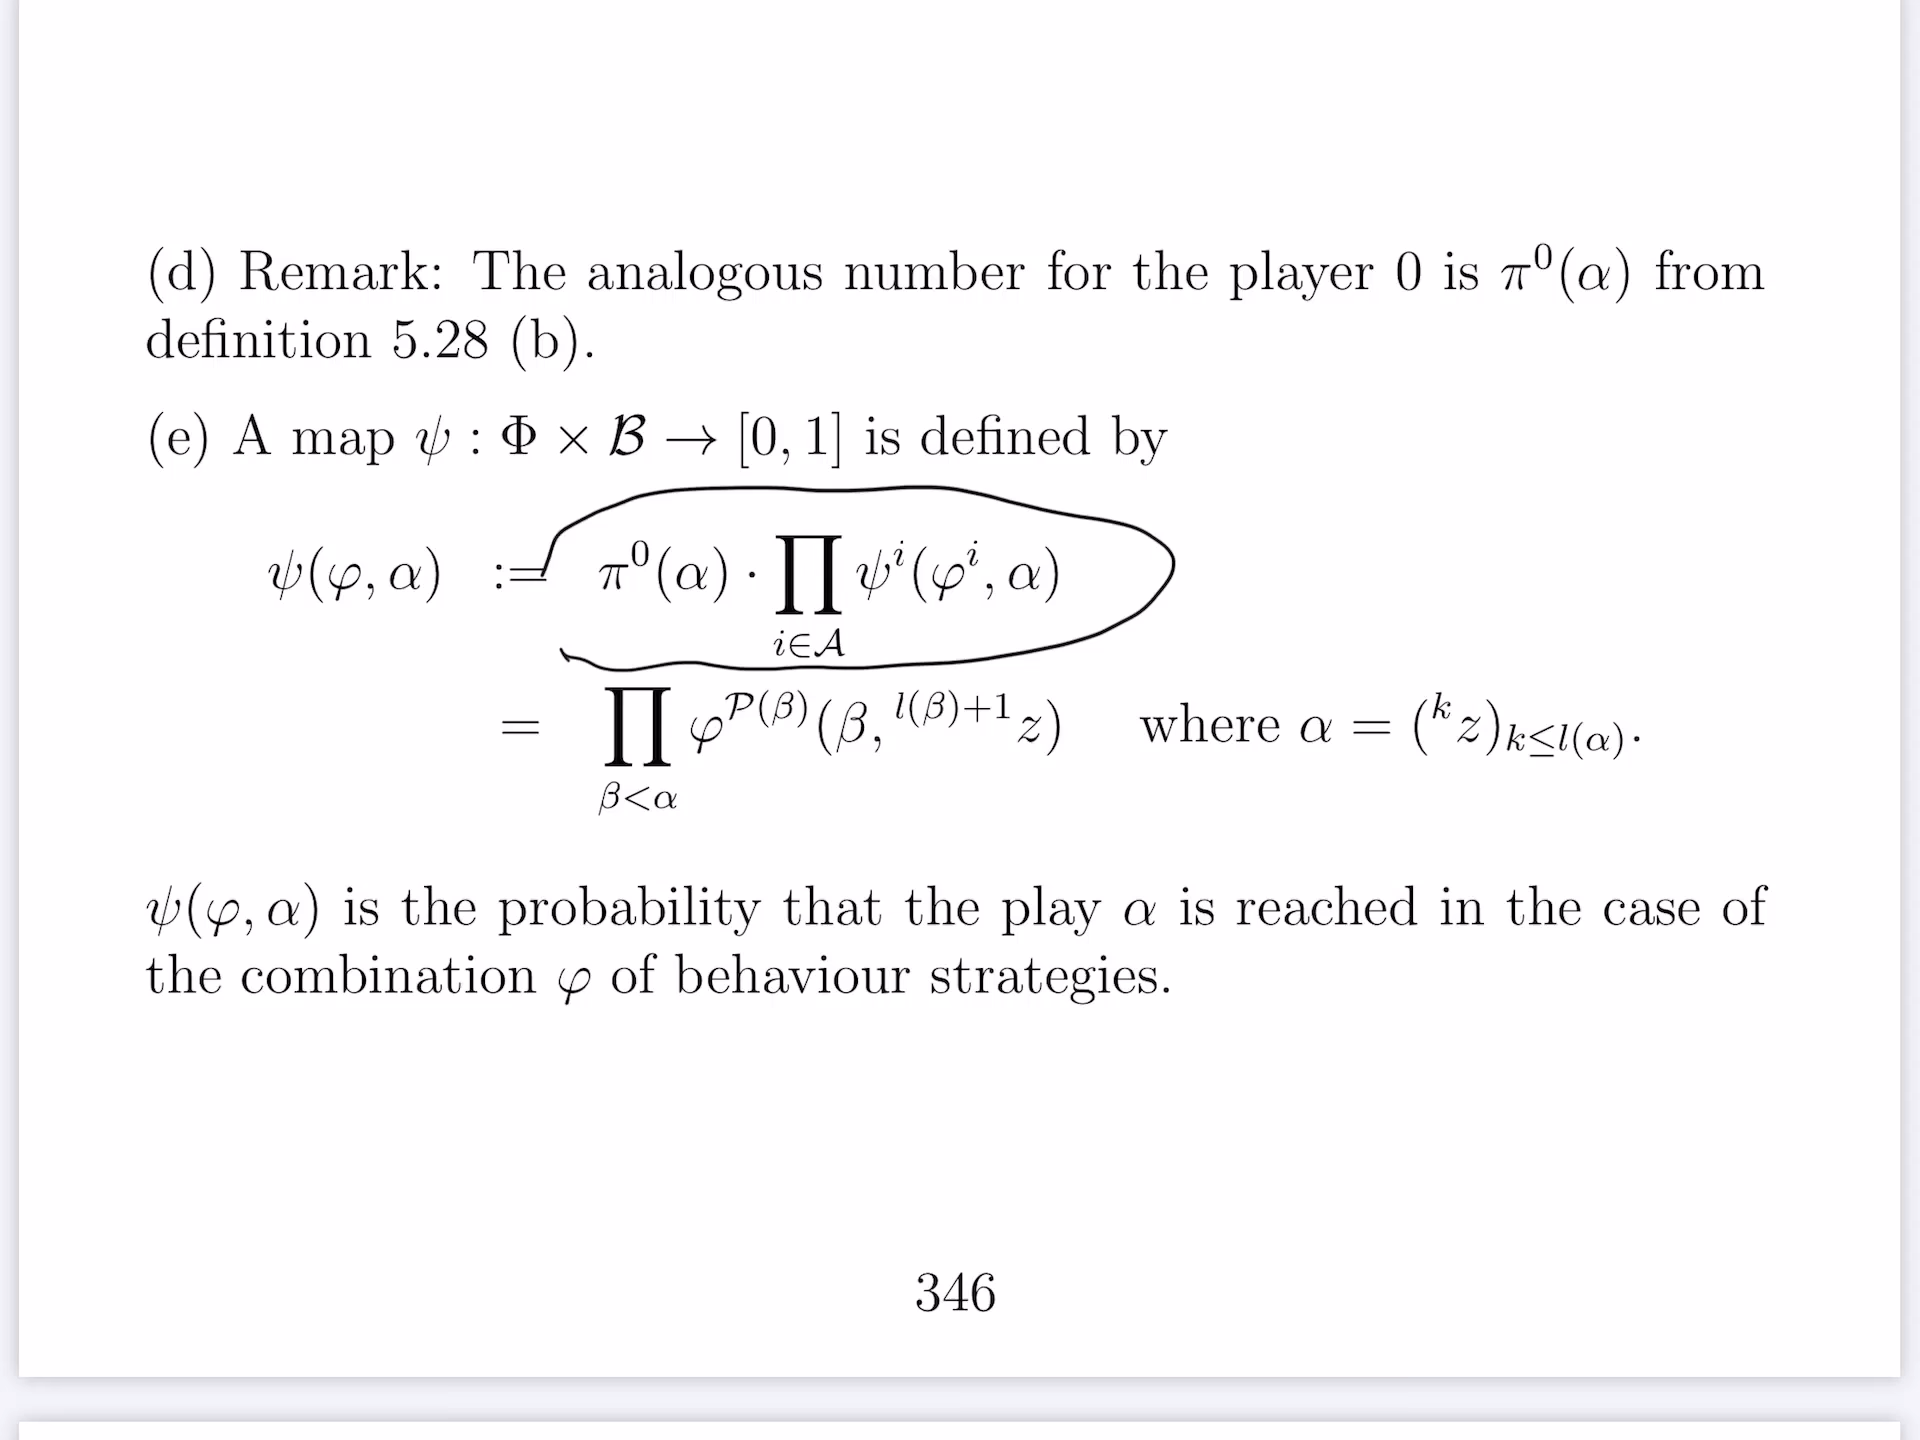 (d) Remark: The analogous number for the player 0 is π⁰(α) from
definition 5.28 (b).
(e) A map ψ : Φ × ℬ → [0, 1] is defined by
ψ(φ, α) := π⁰(α) · ∏_{i∈𝒜} ψⁱ(φⁱ, α)
= ∏_{β<α} φ^{𝒫(β)}(β, ^{l(β)+1}z) where α = (^k z)_{k≤l(α)}.
ψ(φ, α) is the probability that the play α is reached in the case of
the combination φ of behaviour strategies.
346